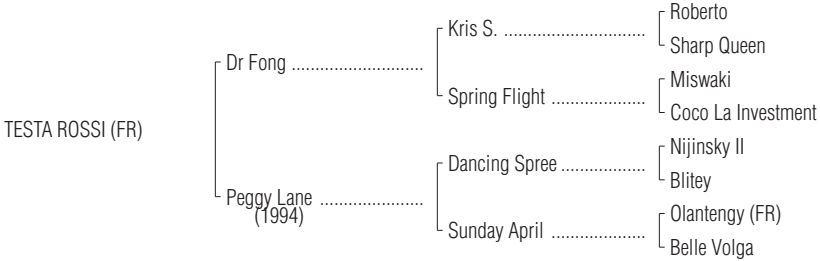 Roberto
Kris S. ..............................
Sharp Queen
Dr Fong ............................
Miswaki
Spring Flight ....................
Coco La Investment
TESTA ROSSI (FR)
Nijinsky II
Dancing Spree ..................
Blitey
Peggy Lane ......................
(1994)
Olantengy (FR)
Sunday April ....................
Belle Volga